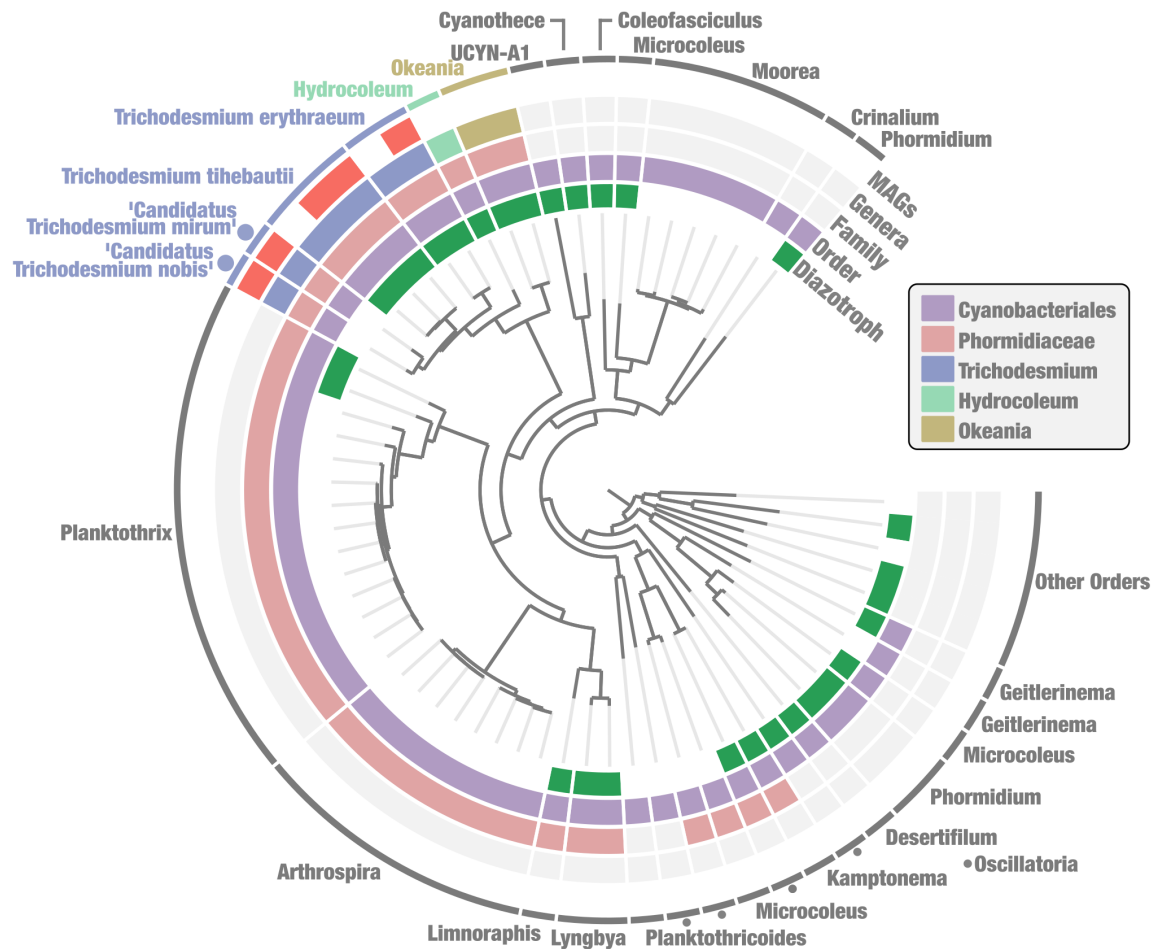 Cyanothece
Coleofasciculus
UCYN-A1
Microcoleus
Okeania
Moorea
Hydrocoleum
Crinalium
Trichodesmium erythraeum
Phormidium
Trichodesmium tihebautii
MAGs
'Candidatus
Trichodesmium mirum'
Genera
'Candidatus
Trichodesmium nobis'
Family
Order
Diazotroph
Cyanobacteriales
Phormidiaceae
Trichodesmium
Hydrocoleum
Okeania
Planktothrix
Other Orders
Geitlerinema
Geitlerinema
Microcoleus
Phormidium
Desertifilum
Oscillatoria
Arthrospira
Kamptonema
Microcoleus
Limnoraphis
Lyngbya
Planktothricoides